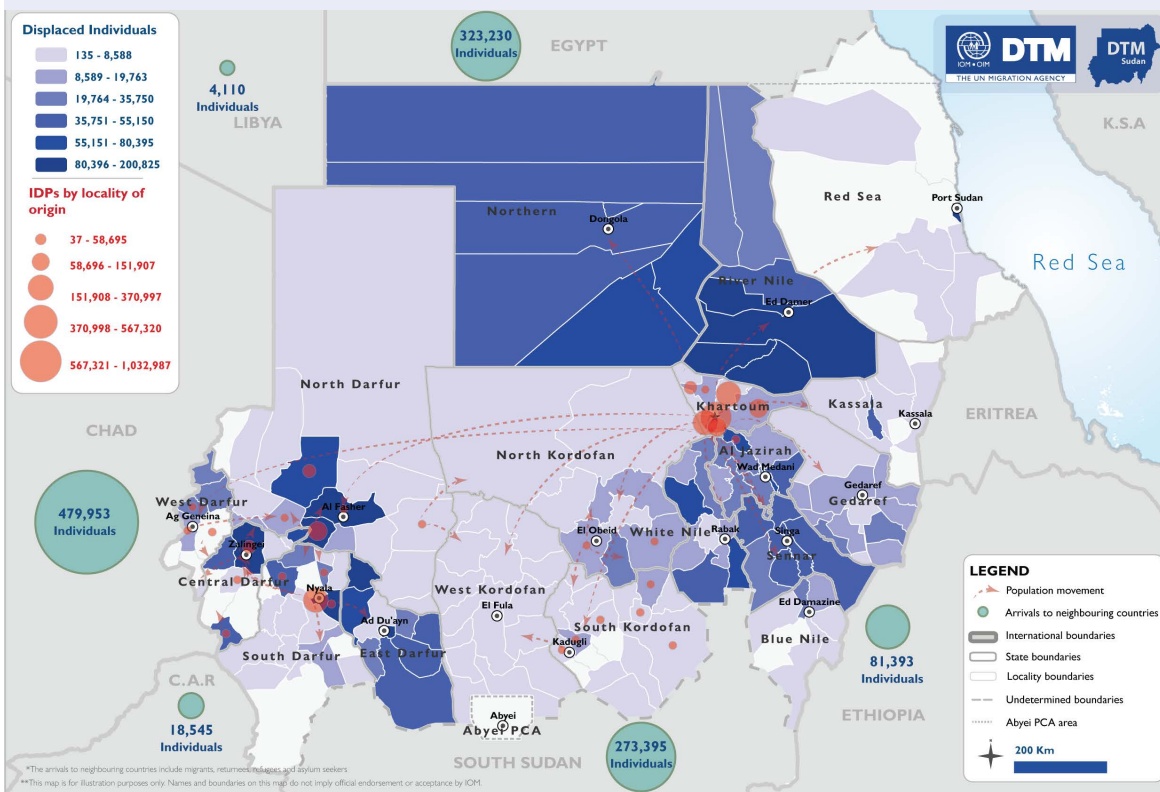 Displaced Individuals
135 - 8,588
8,589 - 19,763
19,764 - 35,750
35,751 - 55,150
55,151 - 80,395
80,396 - 200,825
IDPs by locality of
origin
37 - 58,695
58,696 - 151,907
151,908 - 370,997
370,998 - 567,320
567,321 - 1,032,987
4,110
Individuals
LIBYA
323,230
Individuals
EGYPT
IOM • OIM
DTM
THE UN MIGRATION AGENCY
DTM
Sudan
K.S.A
Red Sea
Port Sudan
Red Sea
Northern
Dongola
River Nile
Ed Damer
North Darfur
Khartoum
Kassala
Kassala
ERITREA
CHAD
North Kordofan
Al Jazirah
Wad Medani
Gedaref
Gedaref
479,953
Individuals
West Darfur
Ag Geneina
Al Fasher
El Obeid
White Nile
Rabak
Singa
Sennar
Zalingei
Central Darfur
Nyala
West Kordofan
El Fula
Ad Du'ayn
East Darfur
South Darfur
South Kordofan
Kadugli
Ed Damazine
Blue Nile
81,393
Individuals
ETHIOPIA
C.A.R
18,545
Individuals
Abyei
Abyei PCA
SOUTH SUDAN
273,395
Individuals
LEGEND
Population movement
Arrivals to neighbouring countries
International boundaries
State boundaries
Locality boundaries
Undetermined boundaries
Abyei PCA area
200 Km
*The arrivals to neighbouring countries include migrants, returnees, refugees and asylum seekers
**This map is for illustration purposes only. Names and boundaries on this map do not imply official endorsement or acceptance by IOM.